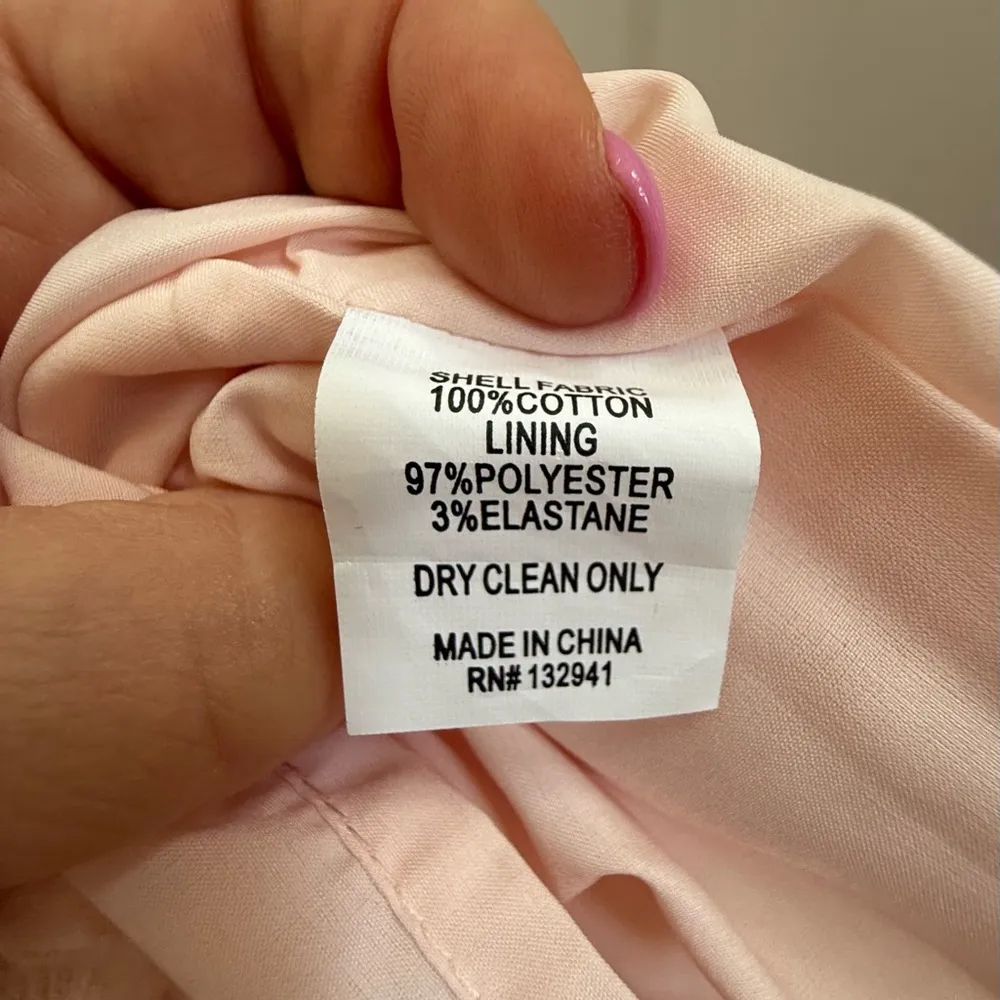 SHELL FABRIC
100%COTTON
LINING
97%POLYESTER
3%ELASTANE
DRY CLEAN ONLY
MADE IN CHINA
RN# 132941